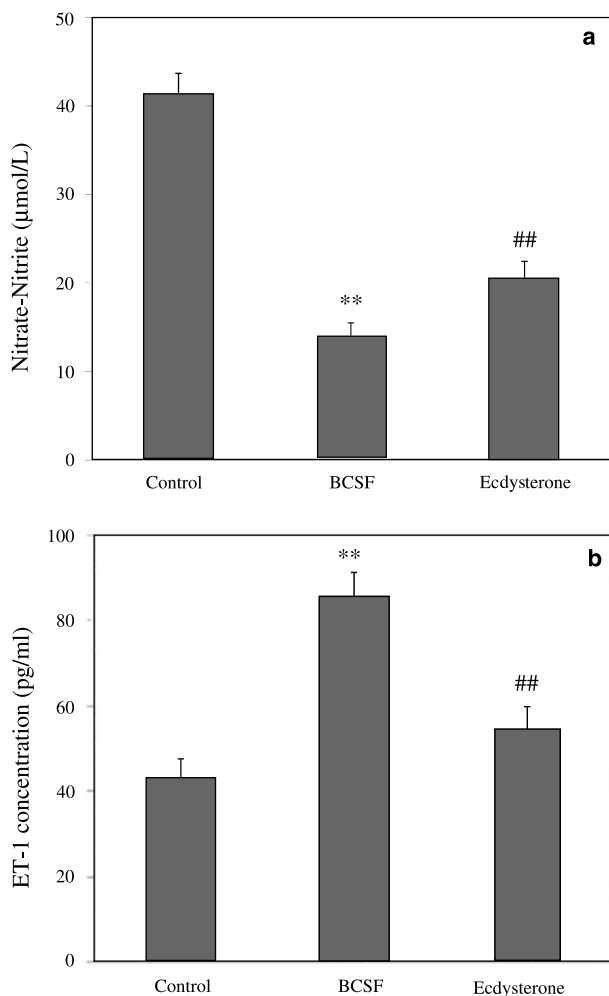 50
a
40
30
20
10
0
Nitrate-Nitrite (μmol/L)
**
##
Control BCSF Ecdysterone
100
b
80
60
40
20
0
ET-1 concentration (pg/ml)
**
##
Control BCSF Ecdysterone